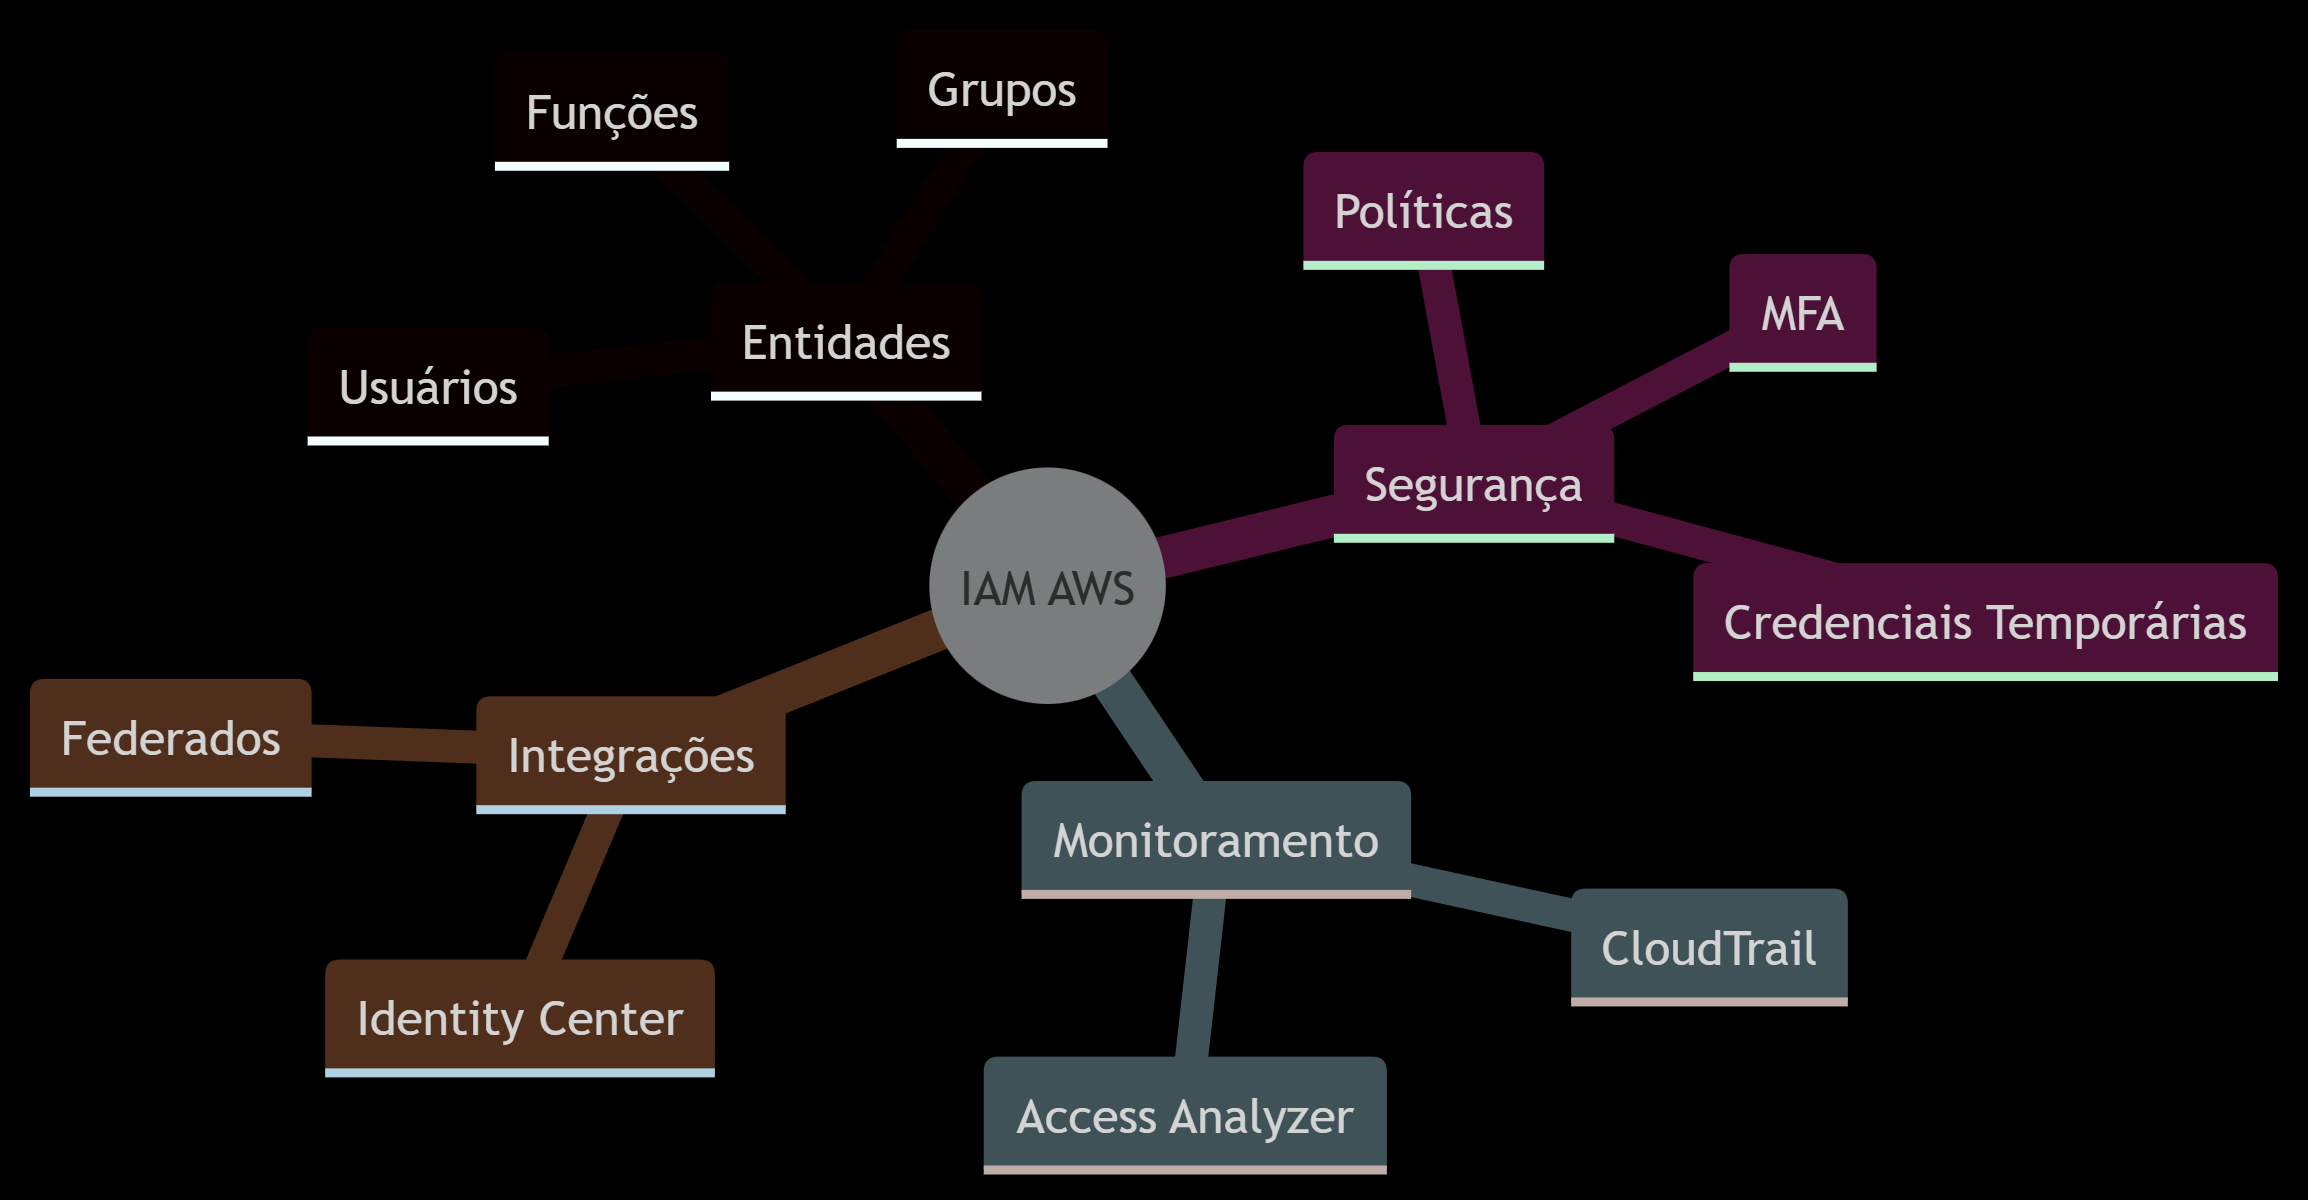 Grupos
Funções
Políticas
MFA
Entidades
Usuários
Segurança
IAM AWS
Credenciais Temporárias
Federados
Integrações
Monitoramento
CloudTrail
Identity Center
Access Analyzer